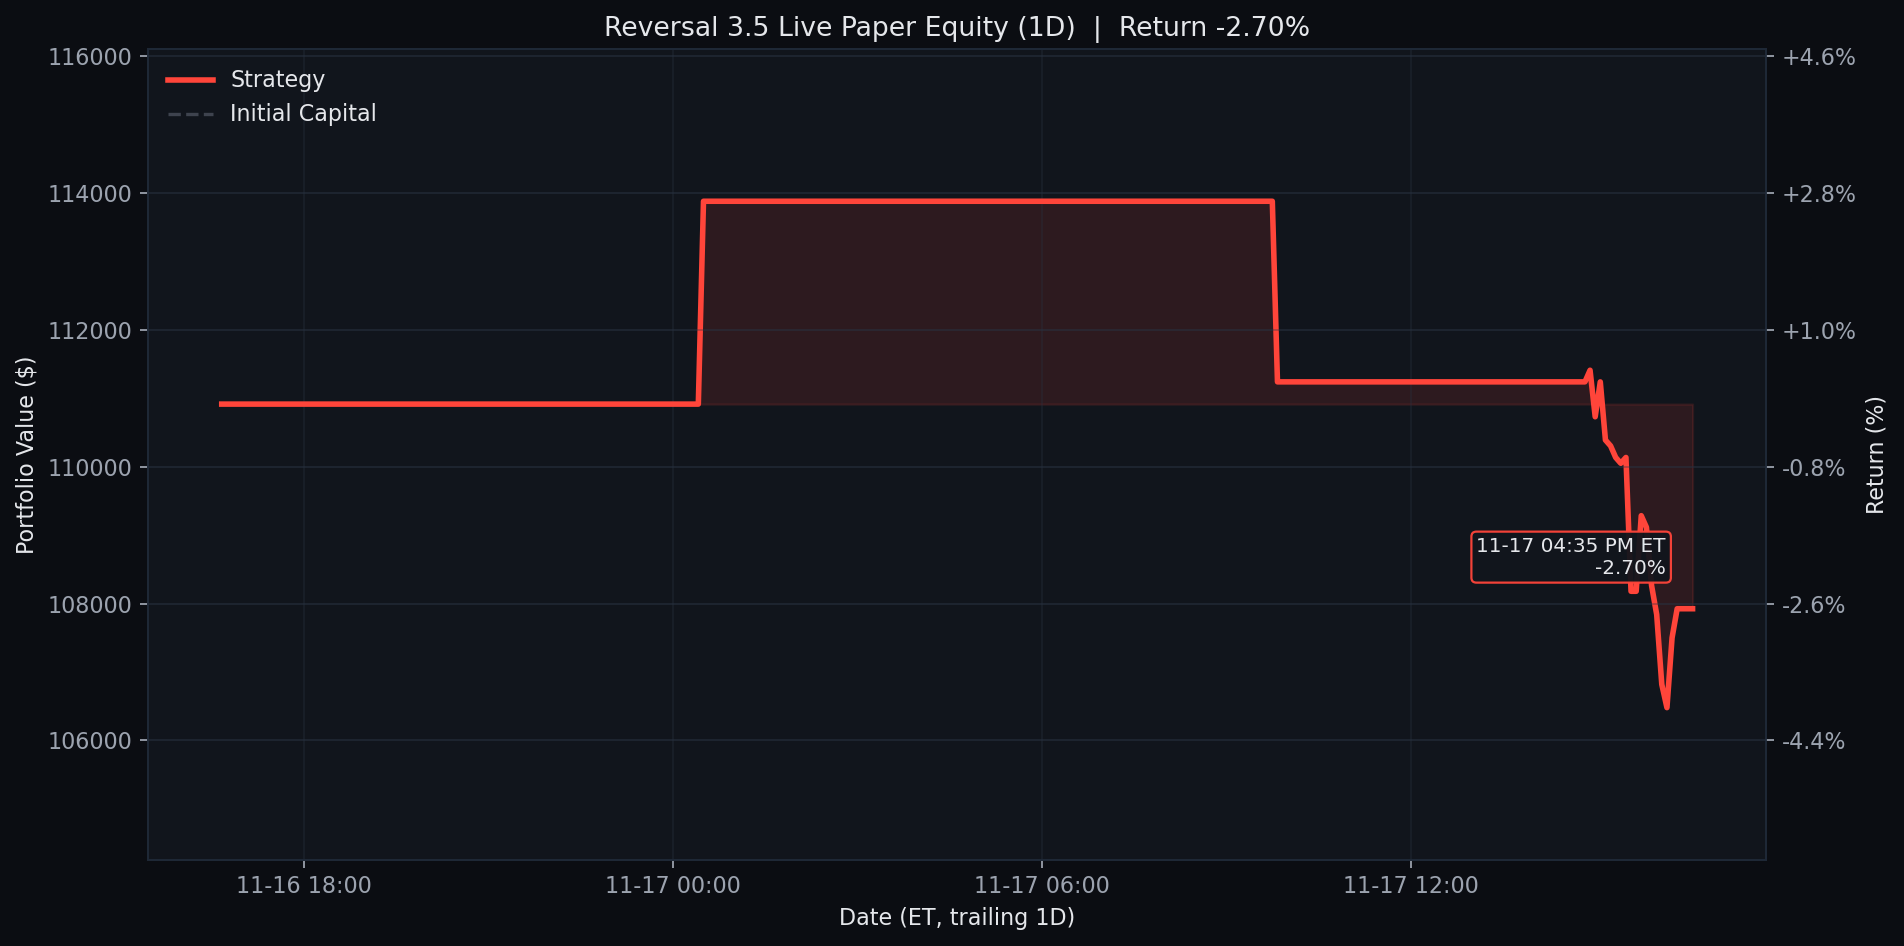 Reversal 3.5 Live Paper Equity (1D) | Return -2.70%
Strategy
Initial Capital
116000
114000
112000
110000
108000
106000
Portfolio Value ($)
+4.6%
+2.8%
+1.0%
-0.8%
-2.6%
-4.4%
Return (%)
11-17 04:35 PM ET
-2.70%
11-16 18:00
11-17 00:00
11-17 06:00
11-17 12:00
Date (ET, trailing 1D)